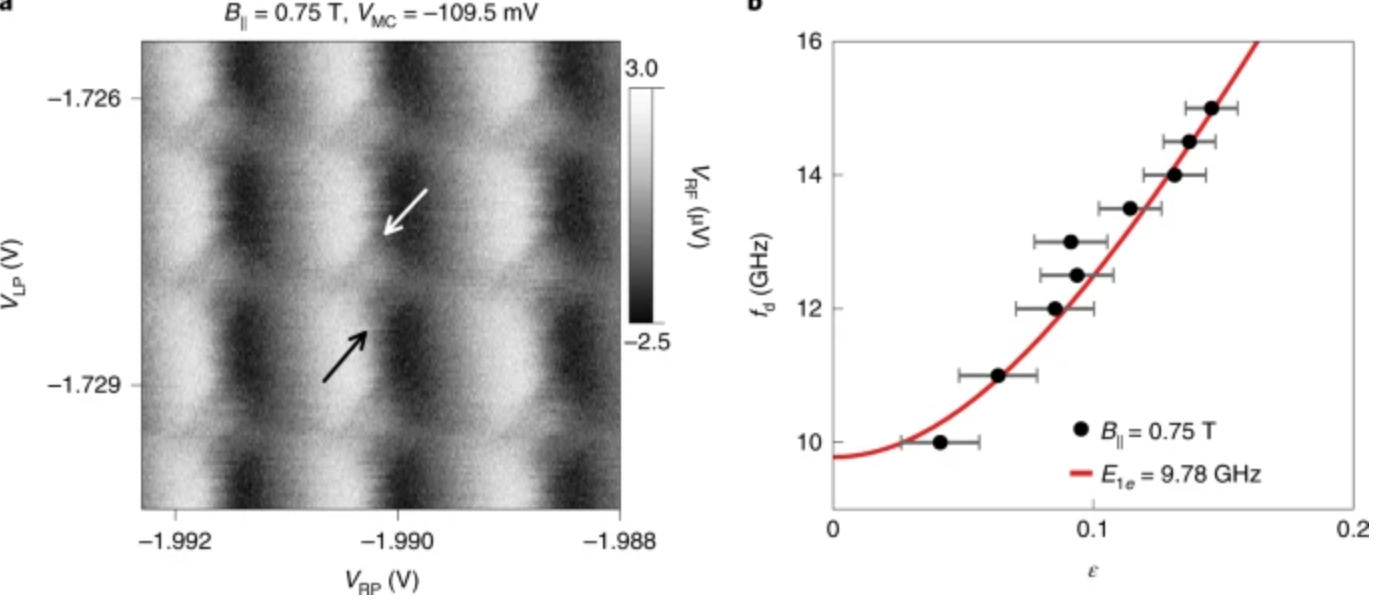 a
B|| = 0.75 T, VMC = −109.5 mV
−1.726
−1.729
VLP (V)
−1.992
−1.990
−1.988
VRP (V)
3.0
−2.5
VRF (µV)
b
16
14
12
10
fd (GHz)
B|| = 0.75 T
E1e = 9.78 GHz
0
0.1
0.2
ε